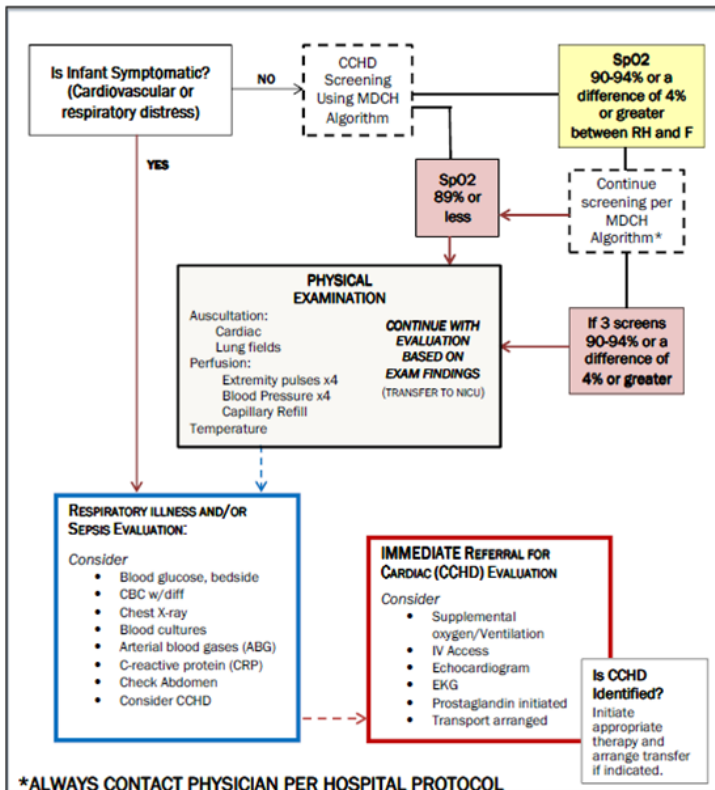 Is Infant Symptomatic?
(Cardiovascular or
respiratory distress)
NO
CCHD
Screening
Using MDCH
Algorithm
SpO2
90-94% or a
difference of 4%
or greater
between RH and F
YES
SpO2
89% or
less
Continue
screening per
MDCH
Algorithm*
PHYSICAL
EXAMINATION
Auscultation:
Cardiac
Lung fields
Perfusion:
Extremity pulses x4
Blood Pressure x4
Capillary Refill
Temperature
CONTINUE WITH
EVALUATION
BASED ON
EXAM FINDINGS
(TRANSFER TO NICU)
If 3 screens
90-94% or a
difference of
4% or greater
RESPIRATORY ILLNESS AND/OR
SEPSIS EVALUATION:
Consider
• Blood glucose, bedside
• CBC w/diff
• Chest X-ray
• Blood cultures
• Arterial blood gases (ABG)
• C-reactive protein (CRP)
• Check Abdomen
• Consider CCHD
IMMEDIATE REFERRAL FOR
CARDIAC (CCHD) EVALUATION
Consider
• Supplemental
oxygen/Ventilation
• IV Access
• Echocardiogram
• EKG
• Prostaglandin initiated
• Transport arranged
Is CCHD
Identified?
Initiate
appropriate
therapy and
arrange transfer
if indicated.
*ALWAYS CONTACT PHYSICIAN PER HOSPITAL PROTOCOL